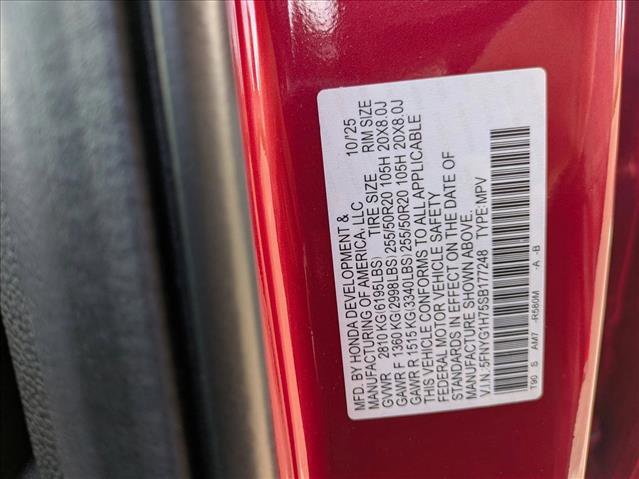 MFD. BY HONDA DEVELOPMENT &
MANUFACTURING OF AMERICA, LLC 10/'25
GVWR 2810 KG(6195LBS) TIRE SIZE RIM SIZE
GAWR F 1360 KG(2998LBS) 255/50R20 105H 20X8.0J
GAWR R 1515 KG(3340LBS) 255/50R20 105H 20X8.0J
THIS VEHICLE CONFORMS TO ALL APPLICABLE
FEDERAL MOTOR VEHICLE SAFETY
STANDARDS IN EFFECT ON THE DATE OF
MANUFACTURE SHOWN ABOVE.
V.I.N.:5FNYG1H75SB177248 TYPE:MPV
T90 S AM7 -R580M -A -B